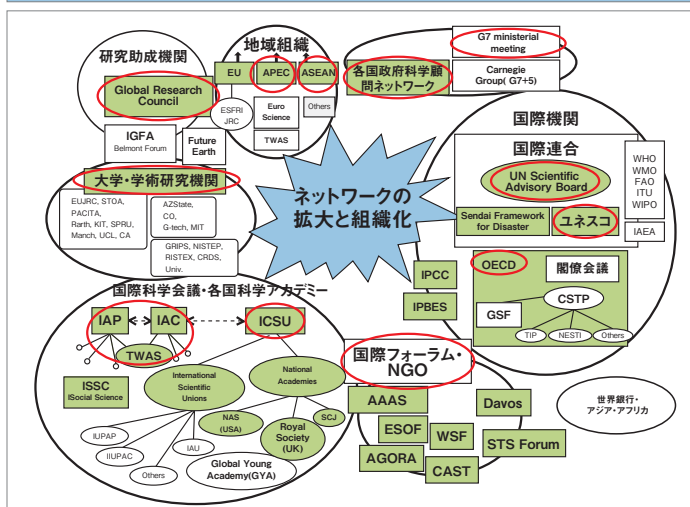 研究助成機関
Global Research
Council
IGFA
Belmont Forum
Future
Earth
地域組織
EU
APEC
ASEAN
ESFRI
JRC
Euro
Science
TWAS
Others
各国政府科学顧
問ネットワーク
G7 ministerial
meeting
Carnegie
Group( G7+5)
国際機関
国際連合
UN Scientific
Advisory Board
Sendai Framework
for Disaster
ユネスコ
WHO
WMO
FAO
ITU
WIPO
IAEA
OECD
閣僚会議
CSTP
GSF
TIP
NESTI
Others
IPCC
IPBES
大学・学術研究機関
EUJRC, STOA,
PACITA,
Rarth, KIT, SPRU,
Manch, UCL, CA
AZState,
CO,
G-tech, MIT
GRIPS, NISTEP,
RISTEX, CRDS,
Univ.
ネットワークの
拡大と組織化
国際科学会議・各国科学アカデミー
IAP
IAC
ICSU
TWAS
ISSC
ISocial Science
International
Scientific
Unions
National
Academies
NAS
(USA)
SCJ
Royal
Society
(UK)
IUPAP
IIUPAC
IAU
Others
Global Young
Academy(GYA)
国際フォーラム・
NGO
AAAS
Davos
ESOF
WSF
STS Forum
AGORA
CAST
世界銀行・
アジア・アフリカ